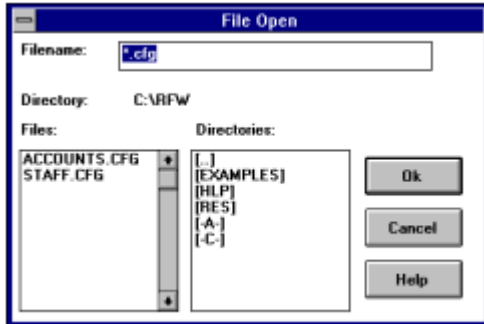 File Open
Filename: *.cfg
Directory: C:\RFW
Files: Directories:
ACCOUNTS.CFG [..]
STAFF.CFG [EXAMPLES]
[HLP]
[RES]
[-A-]
[-C-]
Ok
Cancel
Help